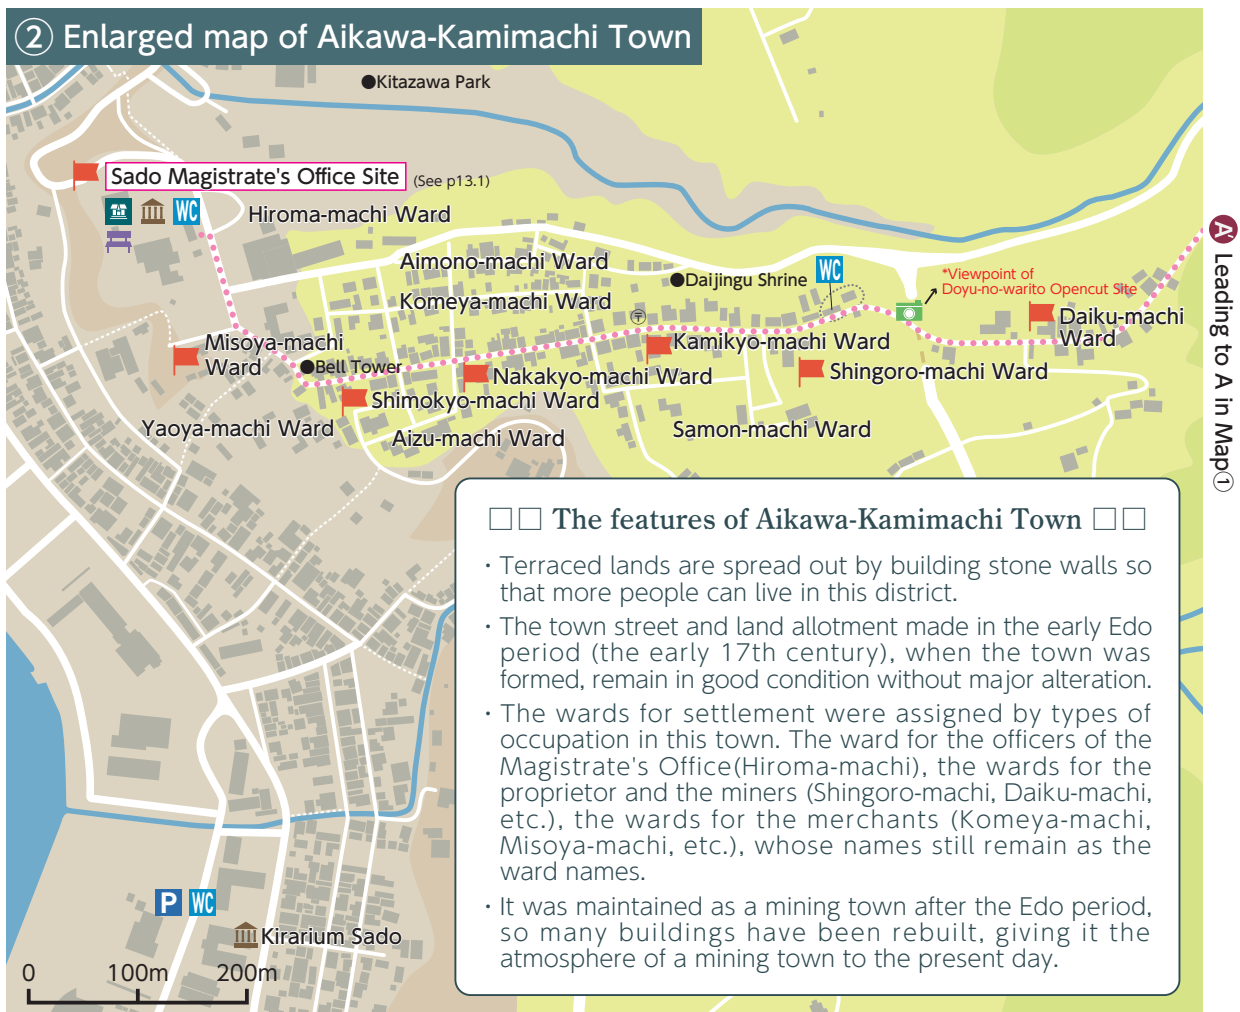 ② Enlarged map of Aikawa-Kamimachi Town
●Kitazawa Park
Sado Magistrate's Office Site (See p13.1)
WC
Hiroma-machi Ward
Aimono-machi Ward
Komeya-machi Ward
●Daijingu Shrine
WC
*Viewpoint of
Doyu-no-warito Opencut Site
〒
Daiku-machi
Ward
Misoya-machi
Ward
●Bell Tower
Kamikyo-machi Ward
Shingoro-machi Ward
Nakakyo-machi Ward
Shimokyo-machi Ward
Yaoya-machi Ward
Aizu-machi Ward
Samon-machi Ward
A' Leading to A in Map①
□□ The features of Aikawa-Kamimachi Town □□
・Terraced lands are spread out by building stone walls so
that more people can live in this district.
・The town street and land allotment made in the early Edo
period (the early 17th century), when the town was
formed, remain in good condition without major alteration.
・The wards for settlement were assigned by types of
occupation in this town. The ward for the officers of the
Magistrate's Office(Hiroma-machi), the wards for the
proprietor and the miners (Shingoro-machi, Daiku-machi,
etc.), the wards for the merchants (Komeya-machi,
Misoya-machi, etc.), whose names still remain as the
ward names.
・It was maintained as a mining town after the Edo period,
so many buildings have been rebuilt, giving it the
atmosphere of a mining town to the present day.
P WC
Kirarium Sado
0 100m 200m